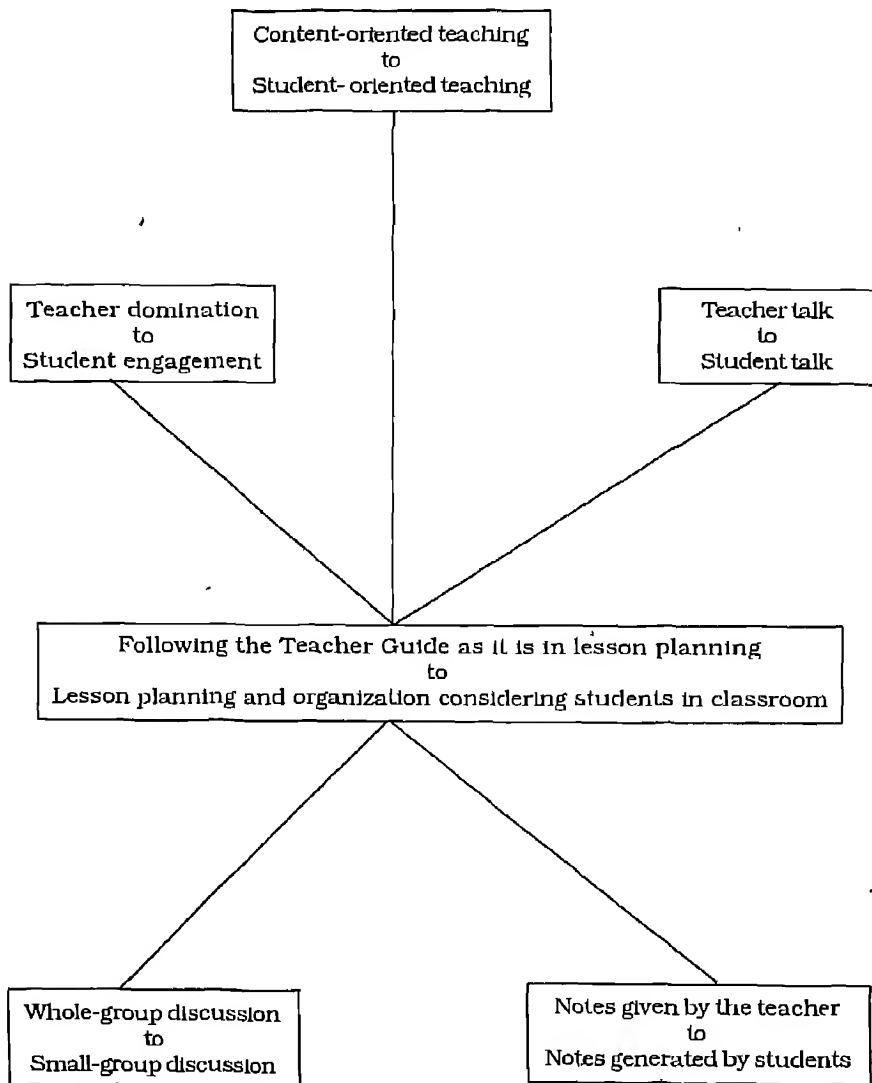 Content-oriented teaching
to
Student- oriented teaching
Teacher domination
to
Student engagement
Teacher talk
to
Student talk
Following the Teacher Guide as it is in lesson planning
to
Lesson planning and organization considering students in classroom
Whole-group discussion
to
Small-group discussion
Notes given by the teacher
to
Notes generated by students